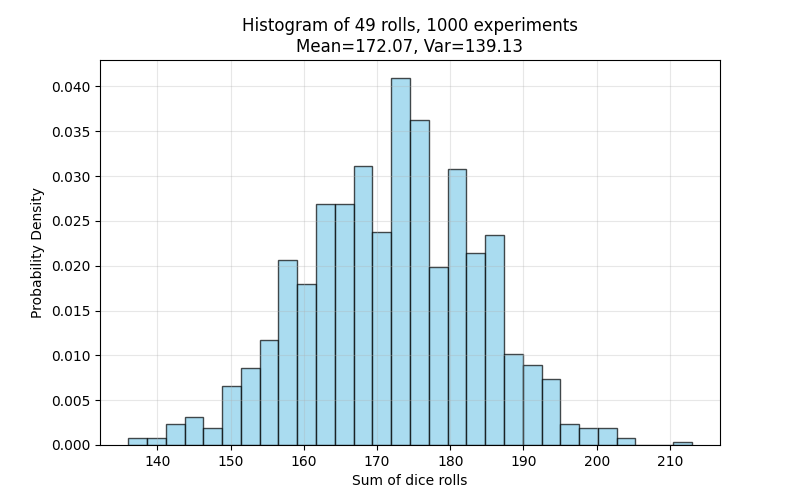 Histogram of 49 rolls, 1000 experiments
Mean=172.07, Var=139.13
Probability Density
0.040
0.035
0.030
0.025
0.020
0.015
0.010
0.005
0.000
140 150 160 170 180 190 200 210
Sum of dice rolls